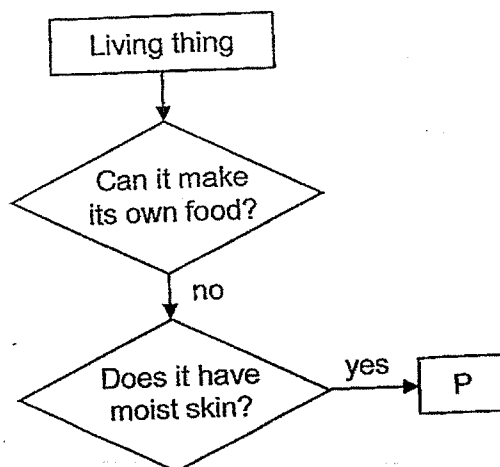 Living thing
Can it make
its own food?
no
Does it have
moist skin?
yes
P